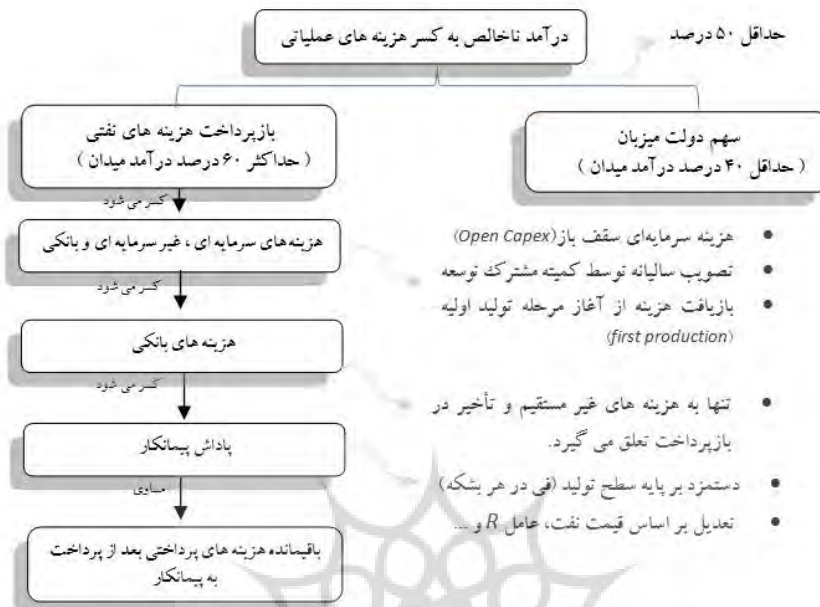 درآمد ناخالص به کسر هزینه های عملیاتی
حداقل ۵۰ درصد
سهم دولت میزبان
( حداقل ۴۰ درصد درآمد میدان )
بازپرداخت هزینه های نفتی
( حداکثر ۶۰ درصد درآمد میدان )
کسر می شود
هزینه‌های سرمایه ای ، غیر سرمایه ای و بانکی
کسر می شود
هزینه های بانکی
کسر می شود
پاداش پیمانکار
مساوی
باقیمانده هزینه های پرداختی بعد از پرداخت
به پیمانکار
• هزینه سرمایه‌ای سقف باز(Open Capex)
• تصویب سالیانه توسط کمیته مشترک توسعه
• بازیافت هزینه از آغاز مرحله تولید اولیه
(first production)
• تنها به هزینه های غیر مستقیم و تأخیر در
بازپرداخت تعلق می گیرد.
• دستمزد بر پایه سطح تولید (فی در هر بشکه)
• تعدیل بر اساس قیمت نفت، عامل R و ...